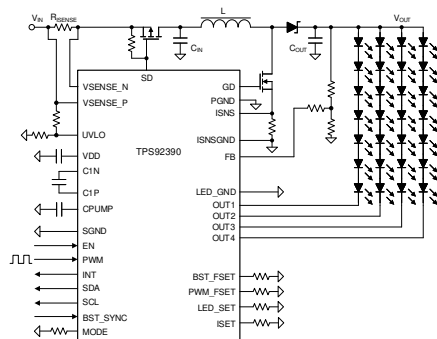 VIN RISENSE L VOUT
CIN COUT
SD
VSENSE_N GD
VSENSE_P PGND
ISNS
UVLO
TPS92390 ISNSGND
VDD FB
C1N
C1P LED_GND
CPUMP OUT1
OUT2
SGND OUT3
EN OUT4
PWM
INT BST_FSET
SDA PWM_FSET
SCL LED_SET
BST_SYNC ISET
MODE